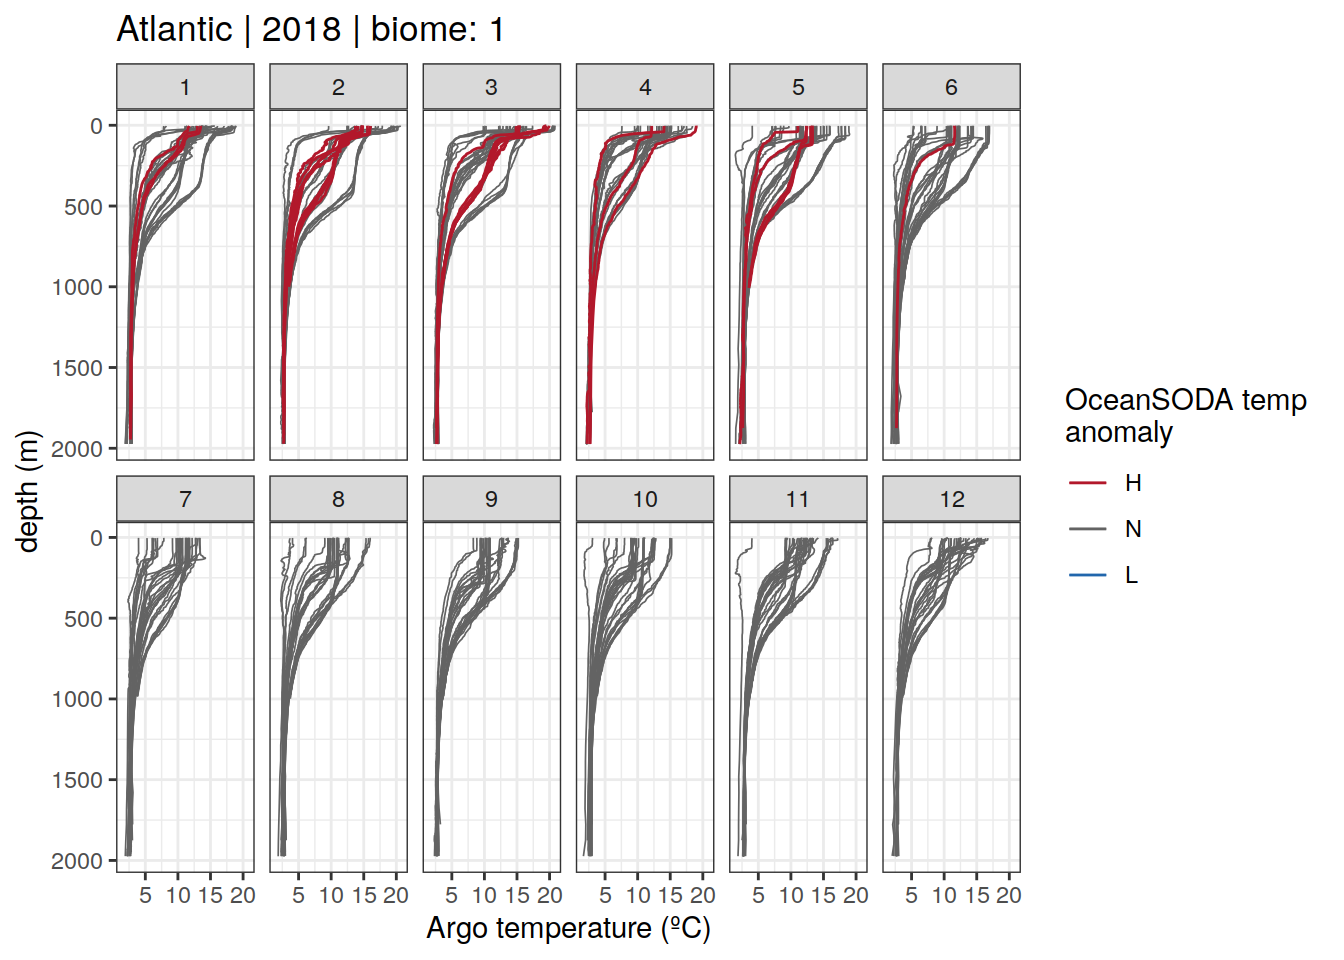 Atlantic | 2018 | biome: 1
1 2 3 4 5 6
0
500
1000
1500
2000
7 8 9 10 11 12
0
500
1000
1500
2000
5 10 15 20 5 10 15 20 5 10 15 20 5 10 15 20 5 10 15 20 5 10 15 20
Argo temperature (ºC)
depth (m)
OceanSODA temp
anomaly
H
N
L